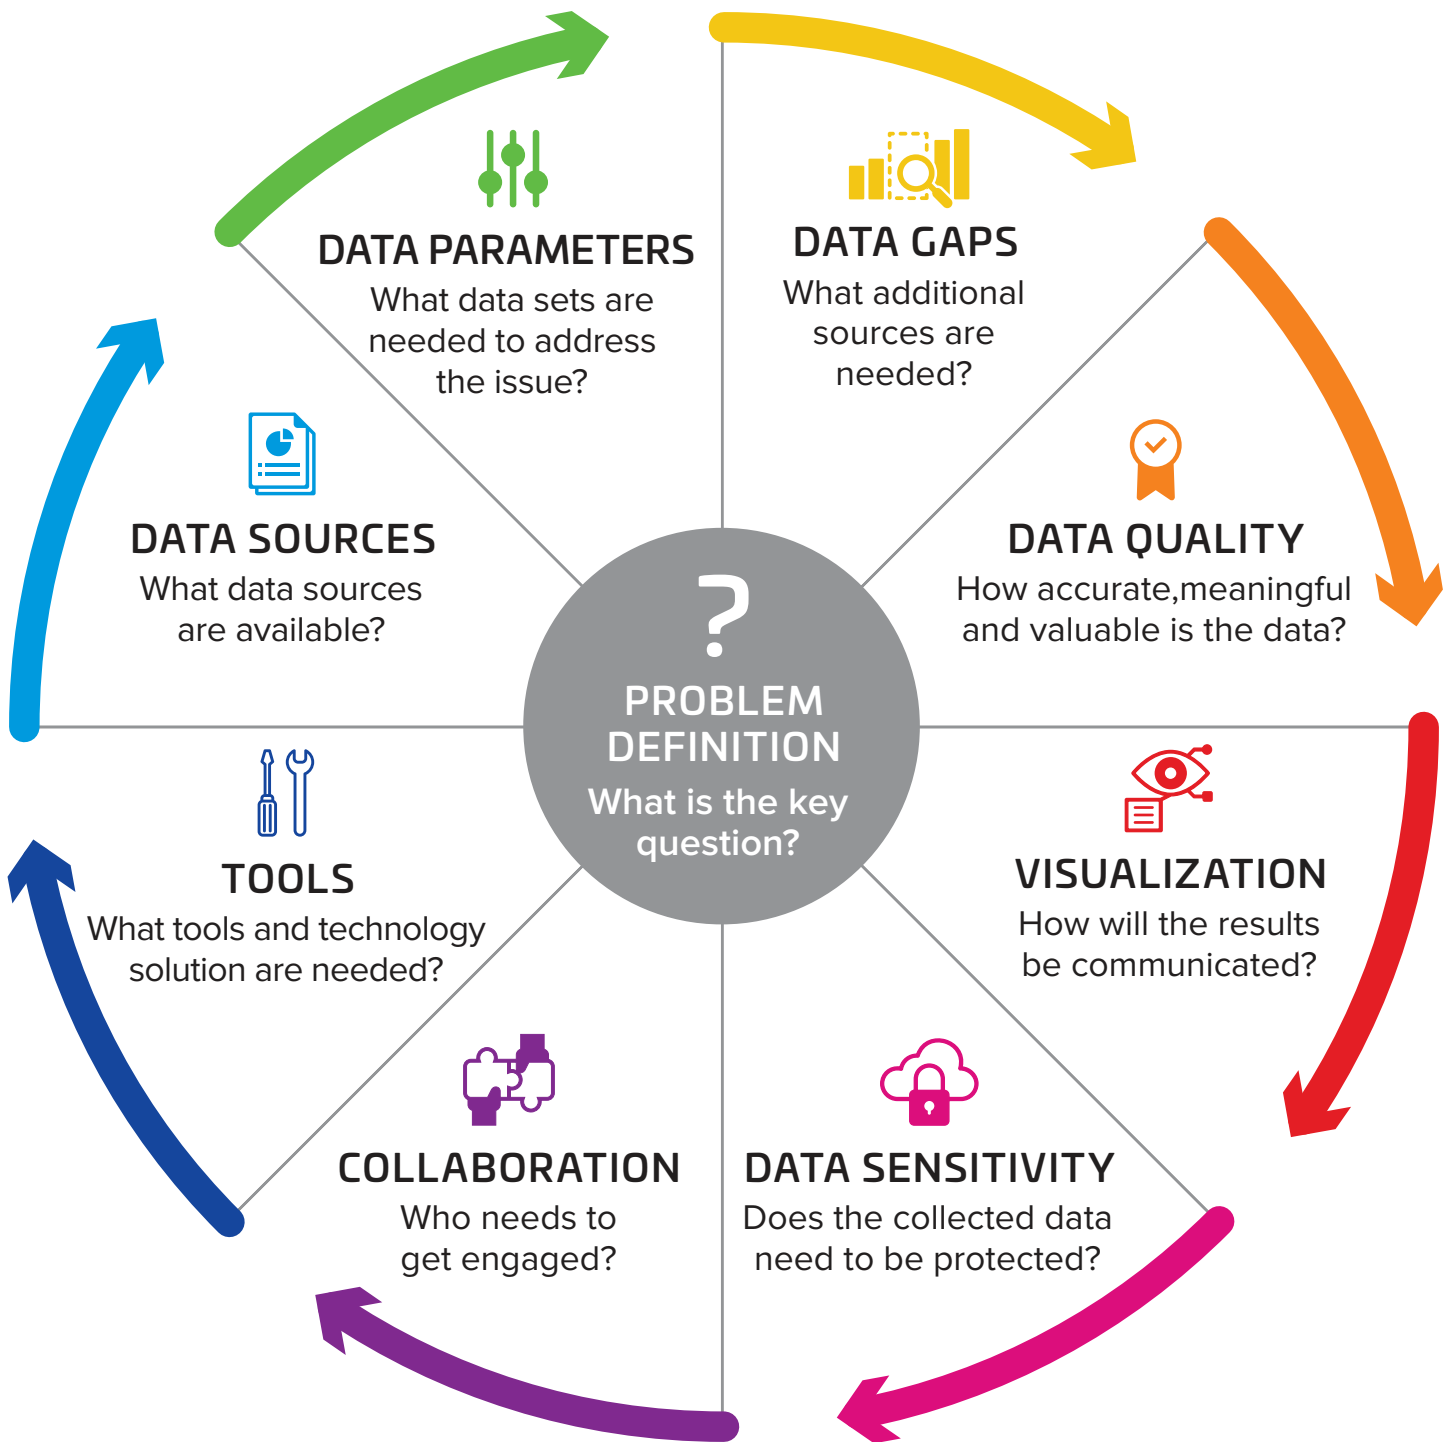 DATA PARAMETERS
What data sets are
needed to address
the issue?
DATA GAPS
What additional
sources are
needed?
DATA SOURCES
What data sources
are available?
DATA QUALITY
How accurate,meaningful
and valuable is the data?
?
PROBLEM
DEFINITION
What is the key
question?
TOOLS
What tools and technology
solution are needed?
VISUALIZATION
How will the results
be communicated?
COLLABORATION
Who needs to
get engaged?
DATA SENSITIVITY
Does the collected data
need to be protected?